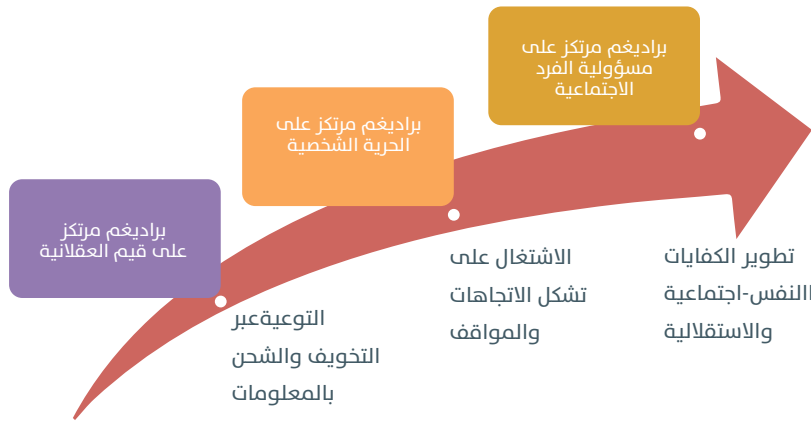 براديغم مرتكز على
مسؤولية الفرد
الاجتماعية
براديغم مرتكز على
الحرية الشخصية
براديغم مرتكز
على قيم العقلانية
تطوير الكفايات
االنفس-اجتماعية
والاستقلالية
الاشتغال على
تشكل الاتجاهات
والمواقف
التوعيةعبر
التخويف والشحن
بالمعلومات